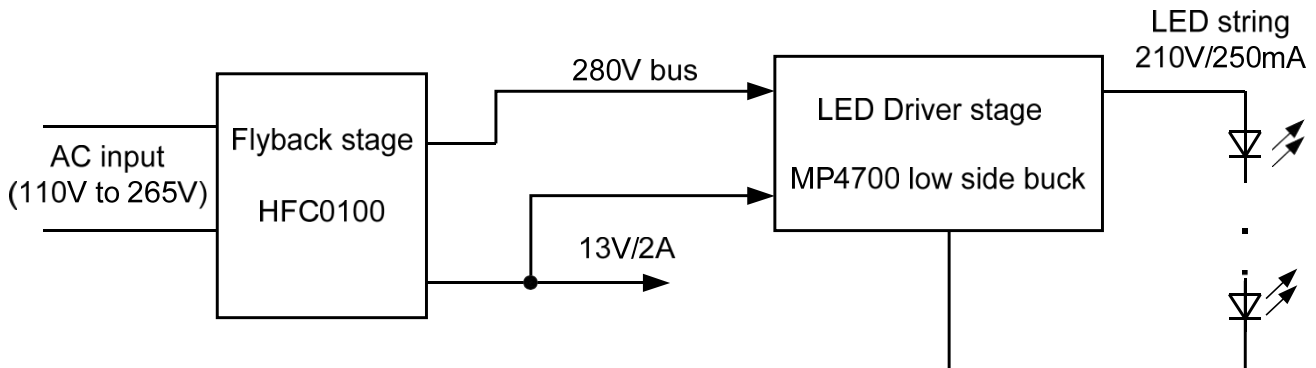 LED string
210V/250mA
280V bus
AC input
(110V to 265V)
Flyback stage
HFC0100
LED Driver stage
MP4700 low side buck
13V/2A